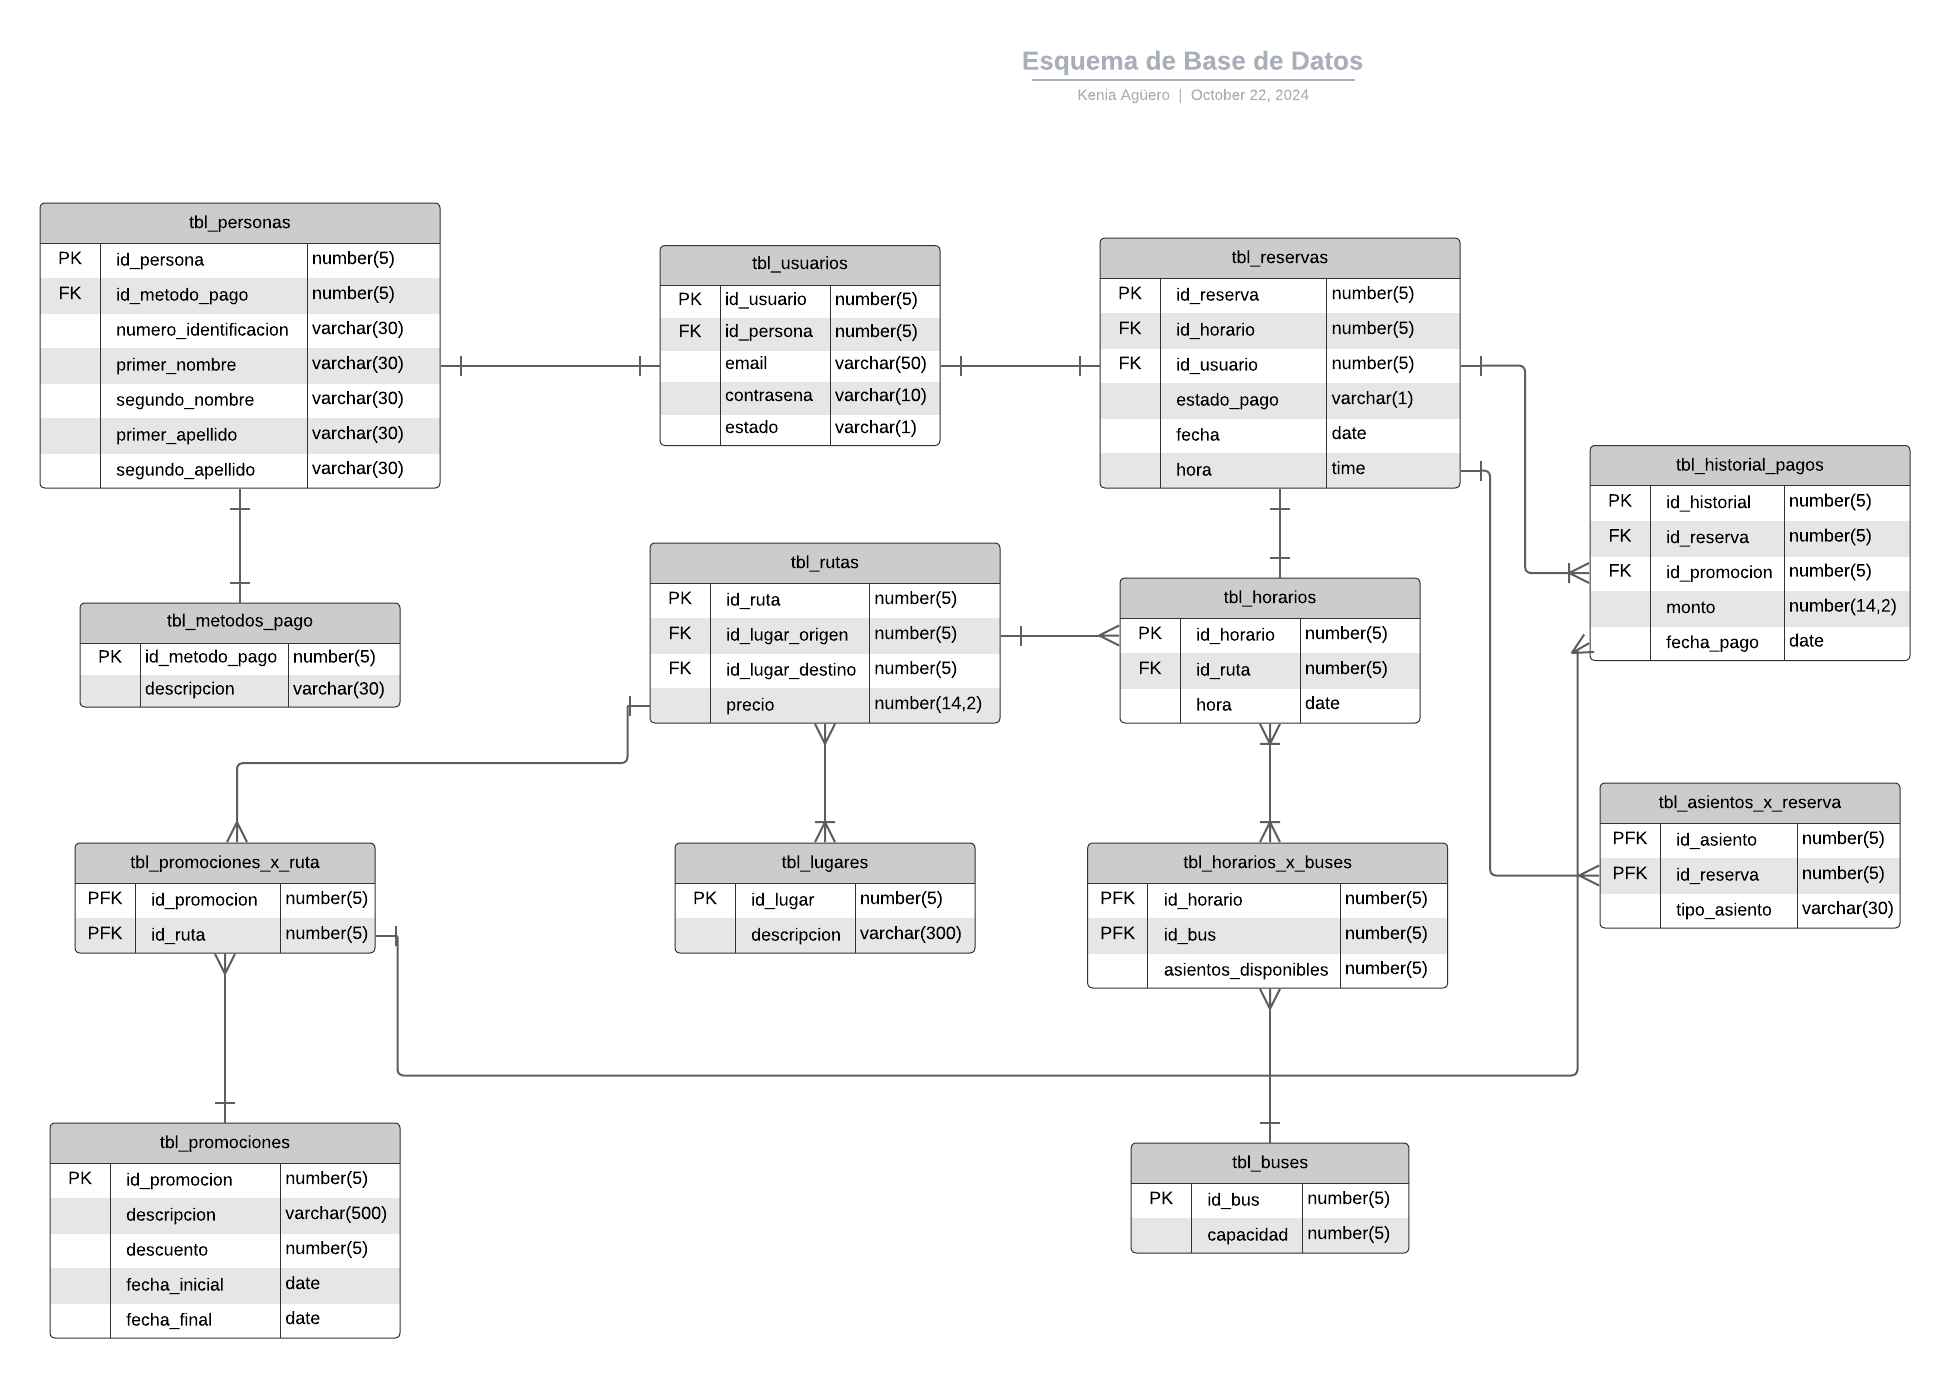 Esquema de Base de Datos
Kenia Agüero | October 22, 2024
tbl_personas
PK id_persona number(5)
FK id_metodo_pago number(5)
numero_identificacion varchar(30)
primer_nombre varchar(30)
segundo_nombre varchar(30)
primer_apellido varchar(30)
segundo_apellido varchar(30)
tbl_usuarios
PK id_usuario number(5)
FK id_persona number(5)
email varchar(50)
contrasena varchar(10)
estado varchar(1)
tbl_reservas
PK id_reserva number(5)
FK id_horario number(5)
FK id_usuario number(5)
estado_pago varchar(1)
fecha date
hora time
tbl_historial_pagos
PK id_historial number(5)
FK id_reserva number(5)
FK id_promocion number(5)
monto number(14,2)
fecha_pago date
tbl_metodos_pago
PK id_metodo_pago number(5)
descripcion varchar(30)
tbl_rutas
PK id_ruta number(5)
FK id_lugar_origen number(5)
FK id_lugar_destino number(5)
precio number(14,2)
tbl_horarios
PK id_horario number(5)
FK id_ruta number(5)
hora date
tbl_asientos_x_reserva
PFK id_asiento number(5)
PFK id_reserva number(5)
tipo_asiento varchar(30)
tbl_promociones_x_ruta
PFK id_promocion number(5)
PFK id_ruta number(5)
tbl_lugares
PK id_lugar number(5)
descripcion varchar(300)
tbl_horarios_x_buses
PFK id_horario number(5)
PFK id_bus number(5)
asientos_disponibles number(5)
tbl_promociones
PK id_promocion number(5)
descripcion varchar(500)
descuento number(5)
fecha_inicial date
fecha_final date
tbl_buses
PK id_bus number(5)
capacidad number(5)